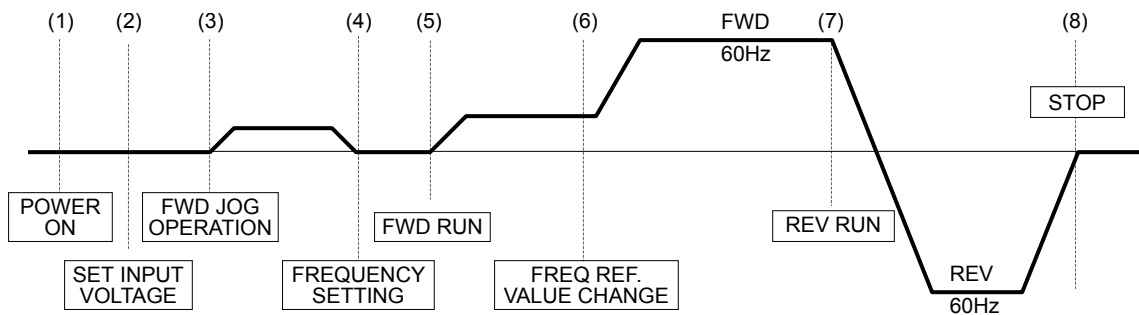 (1) (2) (3) (4) (5) (6) FWD (7) (8)
60Hz
STOP
POWER
ON
FWD JOG
OPERATION
FWD RUN
REV RUN
SET INPUT
VOLTAGE
FREQUENCY
SETTING
FREQ REF.
VALUE CHANGE
REV
60Hz